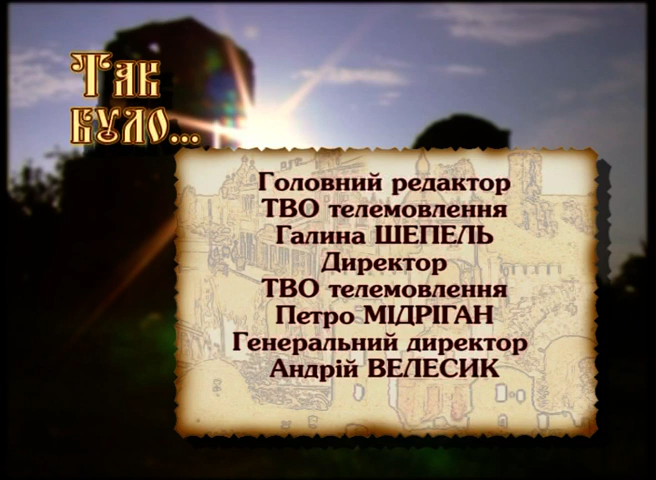 Так
було...
Головний редактор
ТВО телемовлення
Галина ШЕПЕЛЬ
Директор
ТВО телемовлення
Петро МІДРІГАН
Генеральний директор
Андрій ВЕЛЕСИК